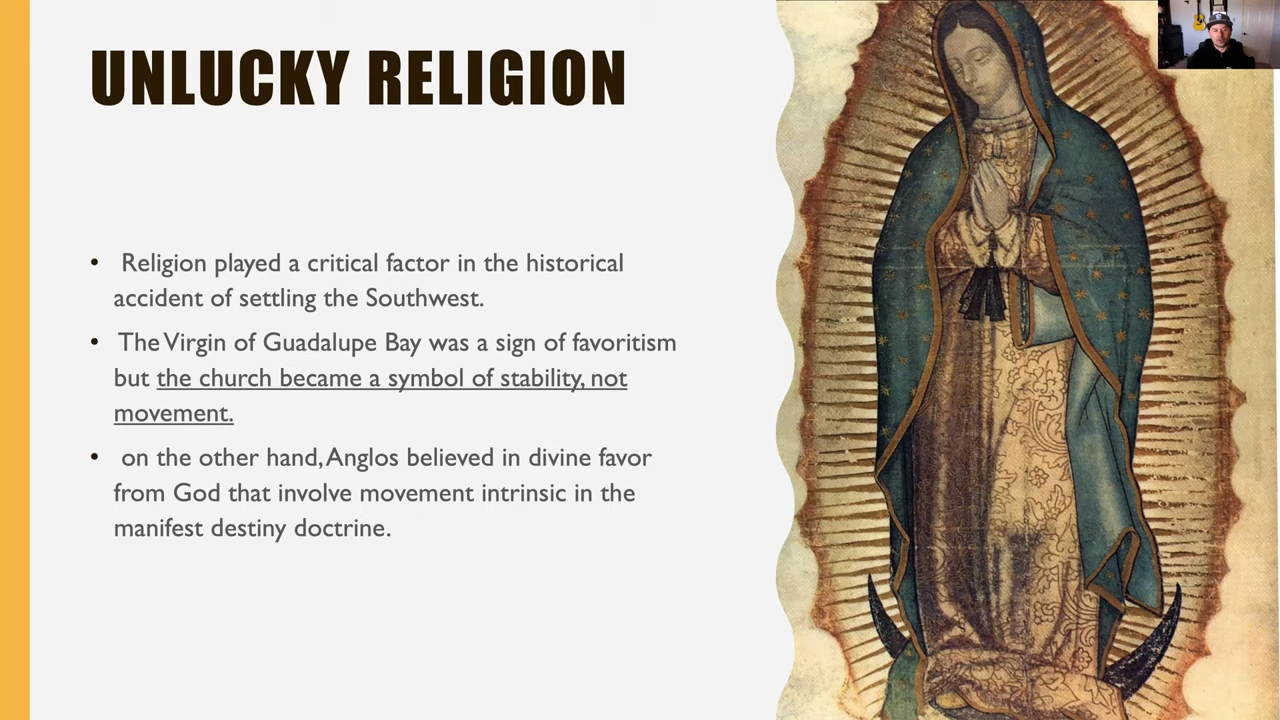 UNLUCKY RELIGION
• Religion played a critical factor in the historical
accident of settling the Southwest.
• The Virgin of Guadalupe Bay was a sign of favoritism
but the church became a symbol of stability, not
movement.
• on the other hand, Anglos believed in divine favor
from God that involve movement intrinsic in the
manifest destiny doctrine.